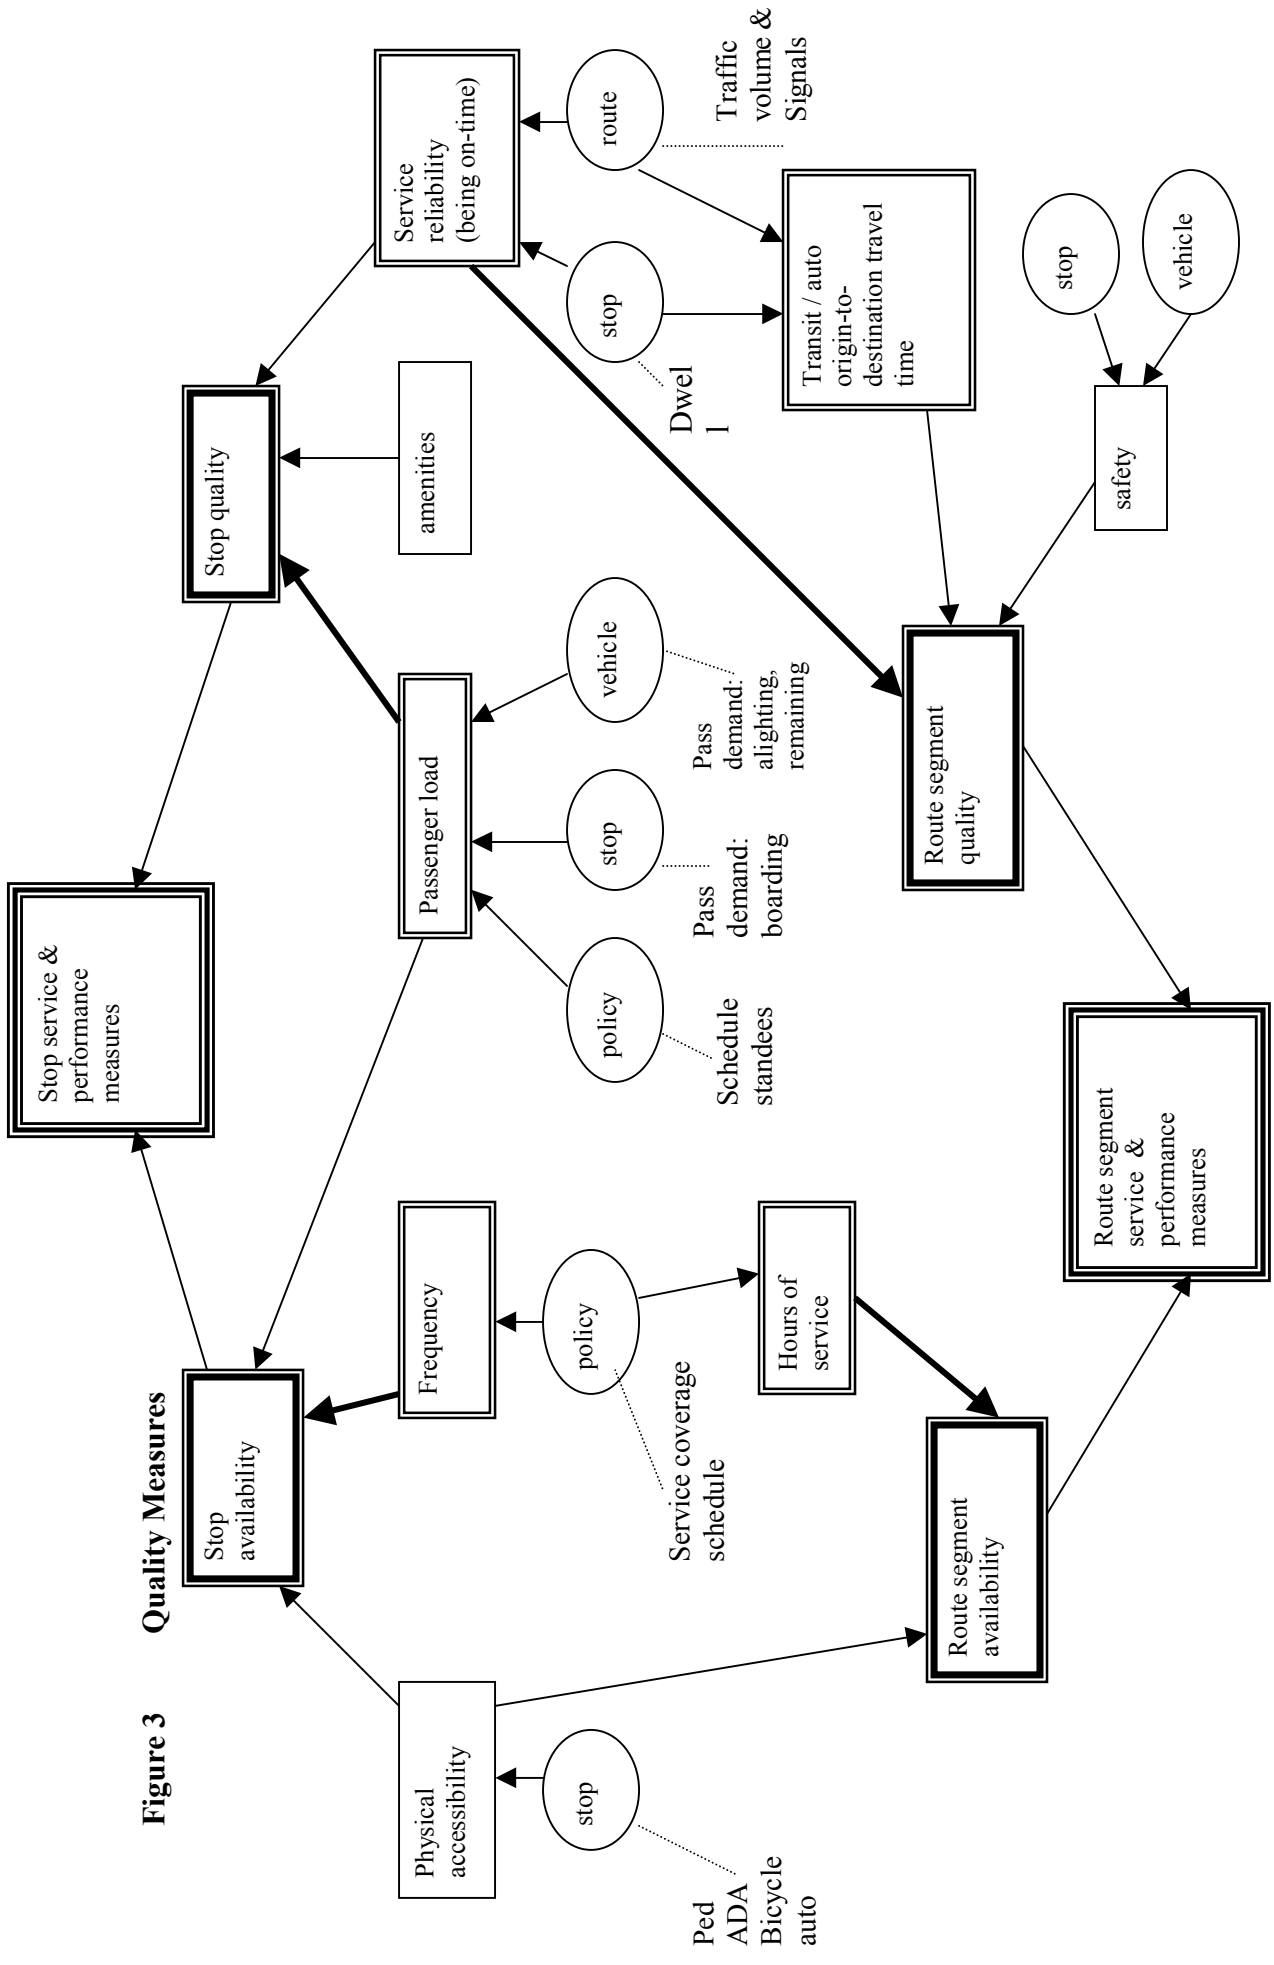 Figure 3 Quality Measures
Stop service &
performance
measures
Stop
availability
Stop quality
Physical
accessibility
Frequency
Passenger load
amenities
Service
reliability
(being on-time)
stop
policy
policy
stop
vehicle
stop
route
Ped
ADA
Bicycle
auto
Service coverage
schedule
Schedule
standees
Pass
demand:
boarding
Pass
demand:
alighting,
remaining
Dwel
l
Traffic
volume &
Signals
Hours of
service
Transit / auto
origin-to-
destination travel
time
Route segment
availability
Route segment
quality
safety
stop
vehicle
Route segment
service &
performance
measures